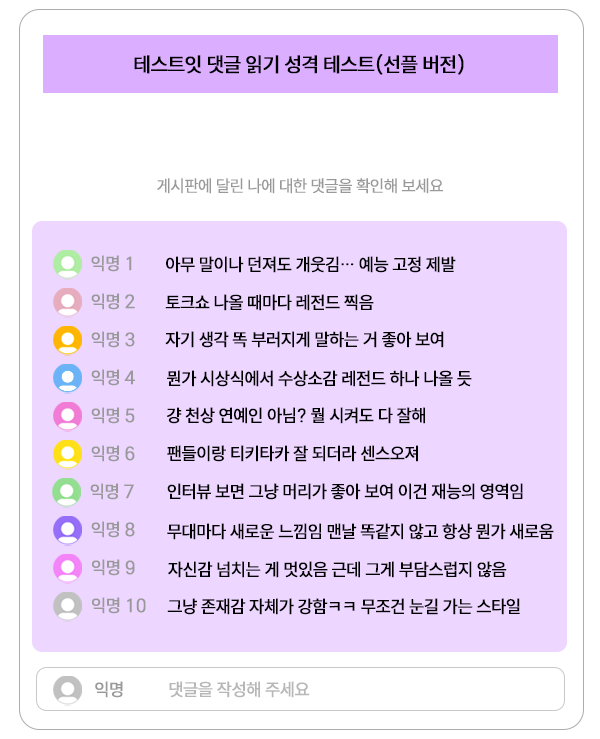 테스트잇 댓글 읽기 성격 테스트(선플 버전)
게시판에 달린 나에 대한 댓글을 확인해 보세요
익명 1 아무 말이나 던져도 개웃김… 예능 고정 제발
익명 2 토크쇼 나올 때마다 레전드 찍음
익명 3 자기 생각 똑 부러지게 말하는 거 좋아 보여
익명 4 뭔가 시상식에서 수상소감 레전드 하나 나올 듯
익명 5 걍 천상 연예인 아님? 뭘 시켜도 다 잘해
익명 6 팬들이랑 티키타카 잘 되더라 센스오져
익명 7 인터뷰 보면 그냥 머리가 좋아 보여 이건 재능의 영역임
익명 8 무대마다 새로운 느낌임 맨날 똑같지 않고 항상 뭔가 새로움
익명 9 자신감 넘치는 게 멋있음 근데 그게 부담스럽지 않음
익명 10 그냥 존재감 자체가 강함ㅋㅋ 무조건 눈길 가는 스타일
익명 댓글을 작성해 주세요